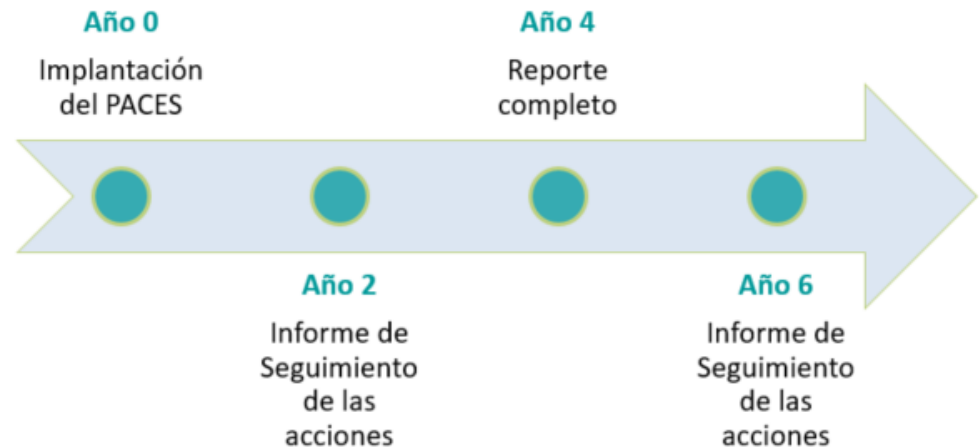 Año 0
Implantación
del PACES
Año 4
Reporte
completo
Año 2
Informe de
Seguimiento
de las
acciones
Año 6
Informe de
Seguimiento
de las
acciones